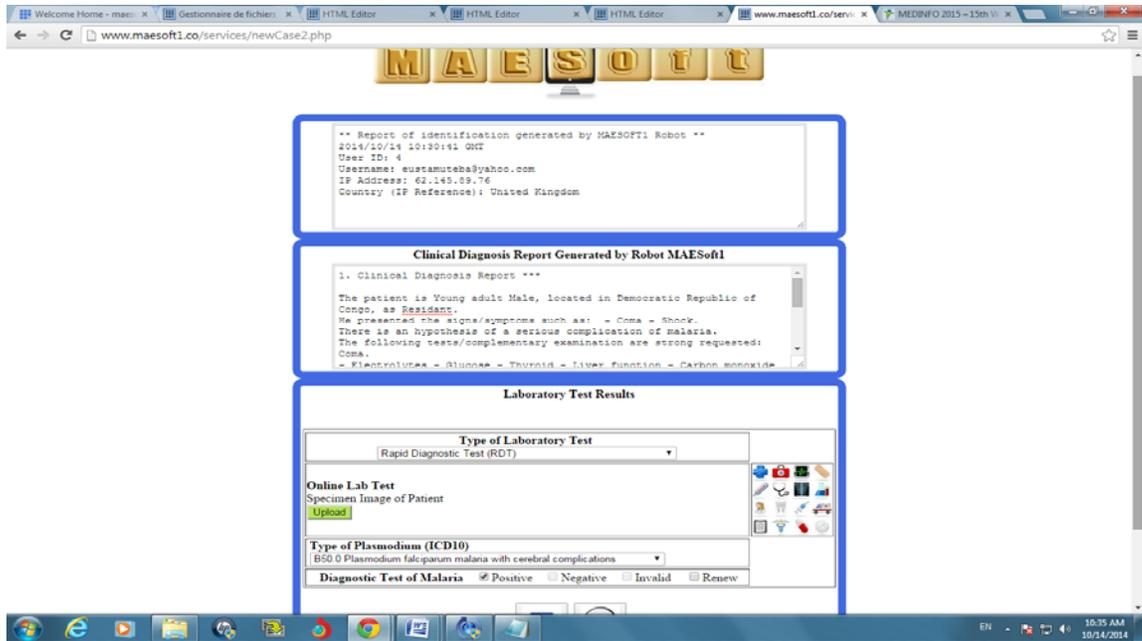 Welcome Home - maes
Gestionnaire de fichiers
HTML Editor
HTML Editor
HTML Editor
www.maesoft1.co/servic
MEDINFO 2015 – 15th W
www.maesoft1.co/services/newCase2.php
MAESoft
** Report of identification generated by MAESOFT1 Robot **
2014/10/14 10:30:41 GMT
User ID: 4
Username: eustamuteba@yahoo.com
IP Address: 62.145.89.76
Country (IP Reference): United Kingdom
Clinical Diagnosis Report Generated by Robot MAESoft1
1. Clinical Diagnosis Report ***
The patient is Young adult Male, located in Democratic Republic of
Congo, as Residant.
He presented the signs/symptoms such as: - Coma - Shock.
There is an hypothesis of a serious complication of malaria.
The following tests/complementary examination are strong requested:
Coma.
- Electrolytes - Glucose - Thyroid - Liver function - Carbon monoxide
Laboratory Test Results
Type of Laboratory Test
Rapid Diagnostic Test (RDT)
Online Lab Test
Specimen Image of Patient
Upload
Type of Plasmodium (ICD10)
B50.0 Plasmodium falciparum malaria with cerebral complications
Diagnostic Test of Malaria Positive Negative Invalid Renew
EN
10:35 AM
10/14/2014